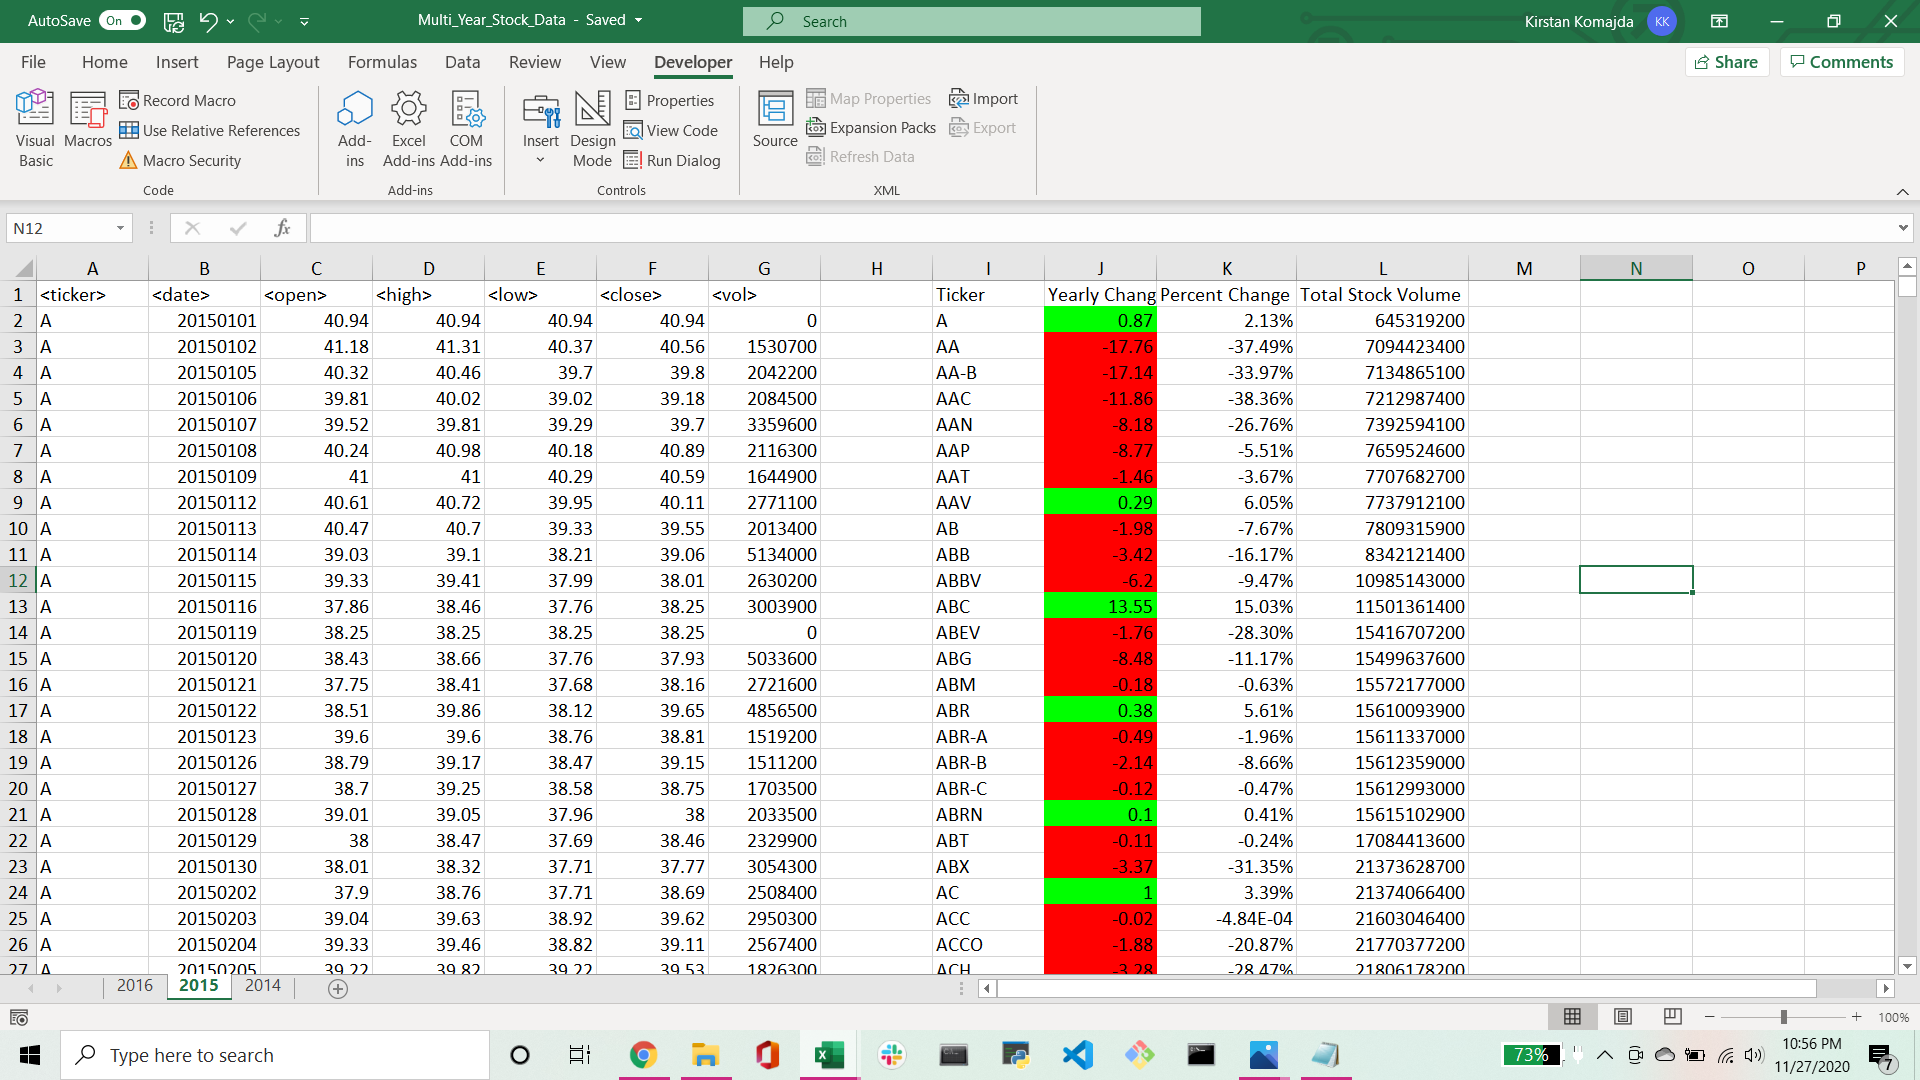 AutoSave On Multi_Year_Stock_Data - Saved Search Kirstan Komajda KK
File Home Insert Page Layout Formulas Data Review View Developer Help Share Comments
Visual Basic Macros Record Macro Use Relative References Macro Security Code
Add-ins Excel Add-ins COM Add-ins Add-ins
Insert Design Mode Properties View Code Run Dialog Controls
Source Map Properties Expansion Packs Refresh Data Import Export XML
N12 fx
A B C D E F G H I J K L M N O P
1 <ticker> <date> <open> <high> <low> <close> <vol> Ticker Yearly Chang Percent Change Total Stock Volume
2 A 20150101 40.94 40.94 40.94 40.94 0 A 0.87 2.13% 645319200
3 A 20150102 41.18 41.31 40.37 40.56 1530700 AA -17.76 -37.49% 7094423400
4 A 20150105 40.32 40.46 39.7 39.8 2042200 AA-B -17.14 -33.97% 7134865100
5 A 20150106 39.81 40.02 39.02 39.18 2084500 AAC -11.86 -38.36% 7212987400
6 A 20150107 39.52 39.81 39.29 39.7 3359600 AAN -8.18 -26.76% 7392594100
7 A 20150108 40.24 40.98 40.18 40.89 2116300 AAP -8.77 -5.51% 7659524600
8 A 20150109 41 41 40.29 40.59 1644900 AAT -1.46 -3.67% 7707682700
9 A 20150112 40.61 40.72 39.95 40.11 2771100 AAV 0.29 6.05% 7737912100
10 A 20150113 40.47 40.7 39.33 39.55 2013400 AB -1.98 -7.67% 7809315900
11 A 20150114 39.03 39.1 38.21 39.06 5134000 ABB -3.42 -16.17% 8342121400
12 A 20150115 39.33 39.41 37.99 38.01 2630200 ABBV -6.2 -9.47% 10985143000
13 A 20150116 37.86 38.46 37.76 38.25 3003900 ABC 13.55 15.03% 11501361400
14 A 20150119 38.25 38.25 38.25 38.25 0 ABEV -1.76 -28.30% 15416707200
15 A 20150120 38.43 38.66 37.76 37.93 5033600 ABG -8.48 -11.17% 15499637600
16 A 20150121 37.75 38.41 37.68 38.16 2721600 ABM -0.18 -0.63% 15572177000
17 A 20150122 38.51 39.86 38.12 39.65 4856500 ABR 0.38 5.61% 15610093900
18 A 20150123 39.6 39.6 38.76 38.81 1519200 ABR-A -0.49 -1.96% 15611337000
19 A 20150126 38.79 39.17 38.47 39.15 1511200 ABR-B -2.14 -8.66% 15612359000
20 A 20150127 38.7 39.25 38.58 38.75 1703500 ABR-C -0.12 -0.47% 15612993000
21 A 20150128 39.01 39.05 37.96 38 2033500 ABRN 0.1 0.41% 15615102900
22 A 20150129 38 38.47 37.69 38.46 2329900 ABT -0.11 -0.24% 17084413600
23 A 20150130 38.01 38.32 37.71 37.77 3054300 ABX -3.37 -31.35% 21373628700
24 A 20150202 37.9 38.76 37.71 38.69 2508400 AC 1 3.39% 21374066400
25 A 20150203 39.04 39.63 38.92 39.62 2950300 ACC -0.02 -4.84E-04 21603046400
26 A 20150204 39.33 39.46 38.82 39.11 2567400 ACCO -1.88 -20.87% 21770377200
27 A 20150205 39.22 39.82 39.22 39.53 1826300 ACH -3.28 -28.47% 21806178200
2016 2015 2014
100%
Type here to search 73% 10:56 PM
11/27/2020 7